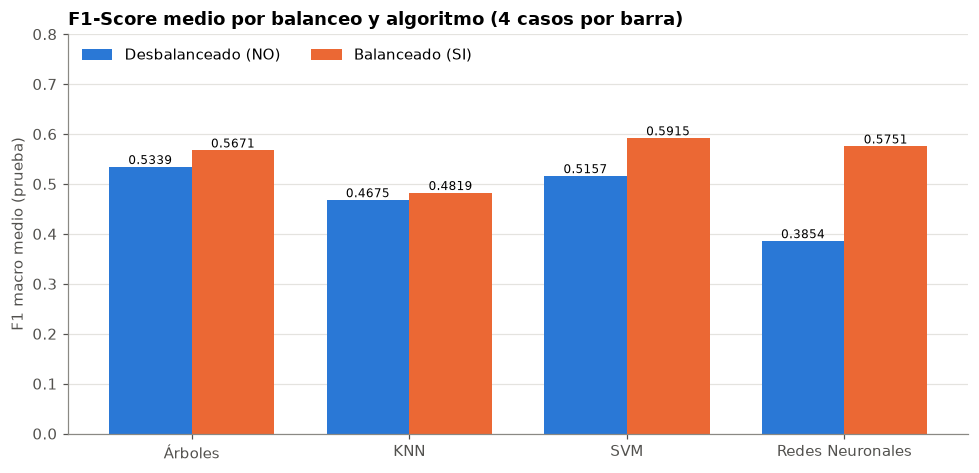 F1-Score medio por balanceo y algoritmo (4 casos por barra)
Desbalanceado (NO) Balanceado (SI)
F1 macro medio (prueba)
0.8
0.7
0.6
0.5
0.4
0.3
0.2
0.1
0.0
0.5339 0.5671 0.4675 0.4819 0.5157 0.5915 0.3854 0.5751
Árboles KNN SVM Redes Neuronales